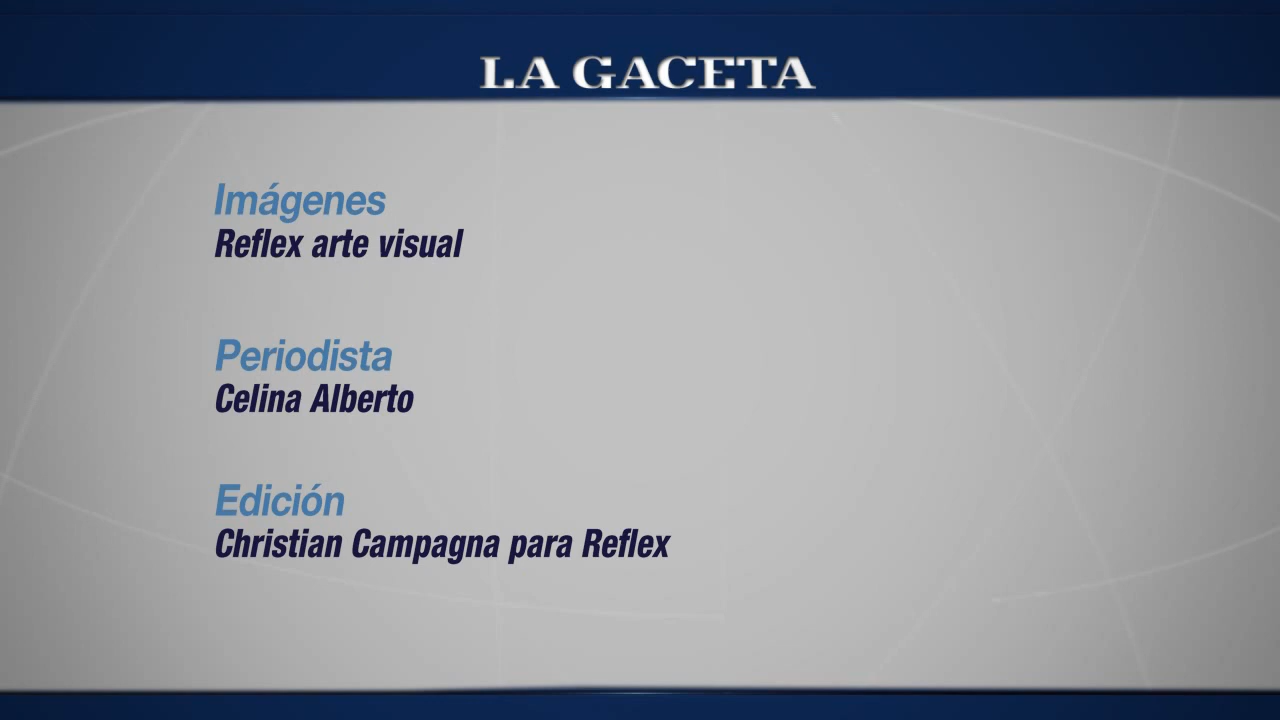 LA GACETA
Imágenes
Reflex arte visual
Periodista
Celina Alberto
Edición
Christian Campagna para Reflex